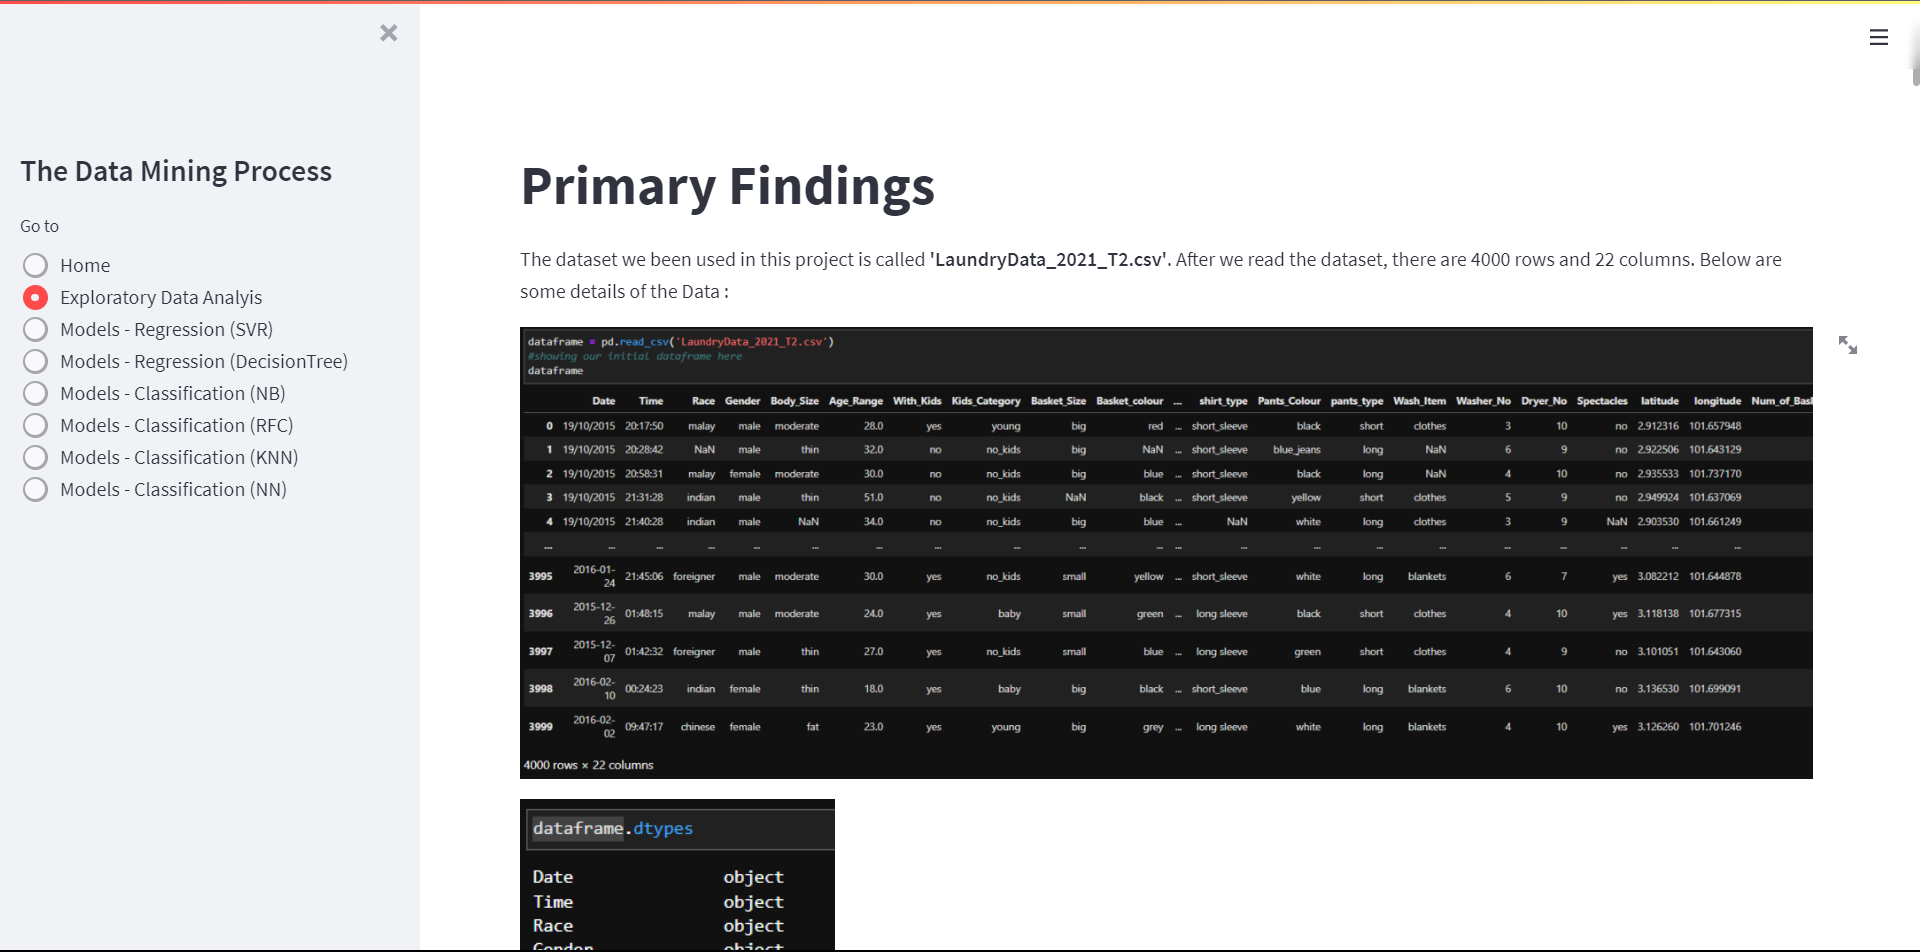 The Data Mining Process
Go to
Home
Exploratory Data Analyis
Models - Regression (SVR)
Models - Regression (DecisionTree)
Models - Classification (NB)
Models - Classification (RFC)
Models - Classification (KNN)
Models - Classification (NN)
Primary Findings
The dataset we been used in this project is called 'LaundryData_2021_T2.csv'. After we read the dataset, there are 4000 rows and 22 columns. Below are
some details of the Data :
dataframe = pd.read_csv('LaundryData_2021_T2.csv')
#showing our initial dataframe here
dataframe
Date Time Race Gender Body_Size Age_Range With_Kids Kids_Category Basket_Size Basket_colour ... shirt_type Pants_Colour pants_type Wash_Item Washer_No Dryer_No Spectacles latitude longitude Num_of_Bas
0 19/10/2015 20:17:50 malay male moderate 28.0 yes young big red ... short_sleeve black short clothes 3 10 no 2.912316 101.657948
1 19/10/2015 20:28:42 NaN male thin 32.0 no no_kids big NaN ... short_sleeve blue_jeans long NaN 6 9 no 2.922506 101.643129
2 19/10/2015 20:58:31 malay female moderate 30.0 no no_kids big blue ... short_sleeve black long NaN 4 10 no 2.935533 101.737170
3 19/10/2015 21:31:28 indian male thin 51.0 no no_kids NaN black ... short_sleeve yellow short clothes 5 9 no 2.949924 101.637069
4 19/10/2015 21:40:28 indian male NaN 34.0 no no_kids big blue ... NaN white long clothes 3 9 NaN 2.903530 101.661249
... ... ... ... ... ... ... ... ... ... ... ... ... ... ... ... ... ... ... ... ...
3995 2016-01-24 21:45:06 foreigner male moderate 30.0 yes no_kids small yellow ... short_sleeve white long blankets 6 7 yes 3.082212 101.644878
3996 2015-12-26 01:48:15 malay male moderate 24.0 yes baby small green ... long sleeve black short clothes 4 10 yes 3.118138 101.677315
3997 2015-12-07 01:42:32 foreigner male thin 27.0 yes no_kids small blue ... long sleeve green short clothes 4 9 no 3.101051 101.643060
3998 2016-02-10 00:24:23 indian female thin 18.0 yes baby big black ... short_sleeve blue long blankets 6 10 no 3.136530 101.699091
3999 2016-02-02 09:47:17 chinese female fat 23.0 yes young big grey ... long sleeve white long blankets 4 10 yes 3.126260 101.701246
4000 rows × 22 columns
dataframe.dtypes
Date object
Time object
Race object
Gender object